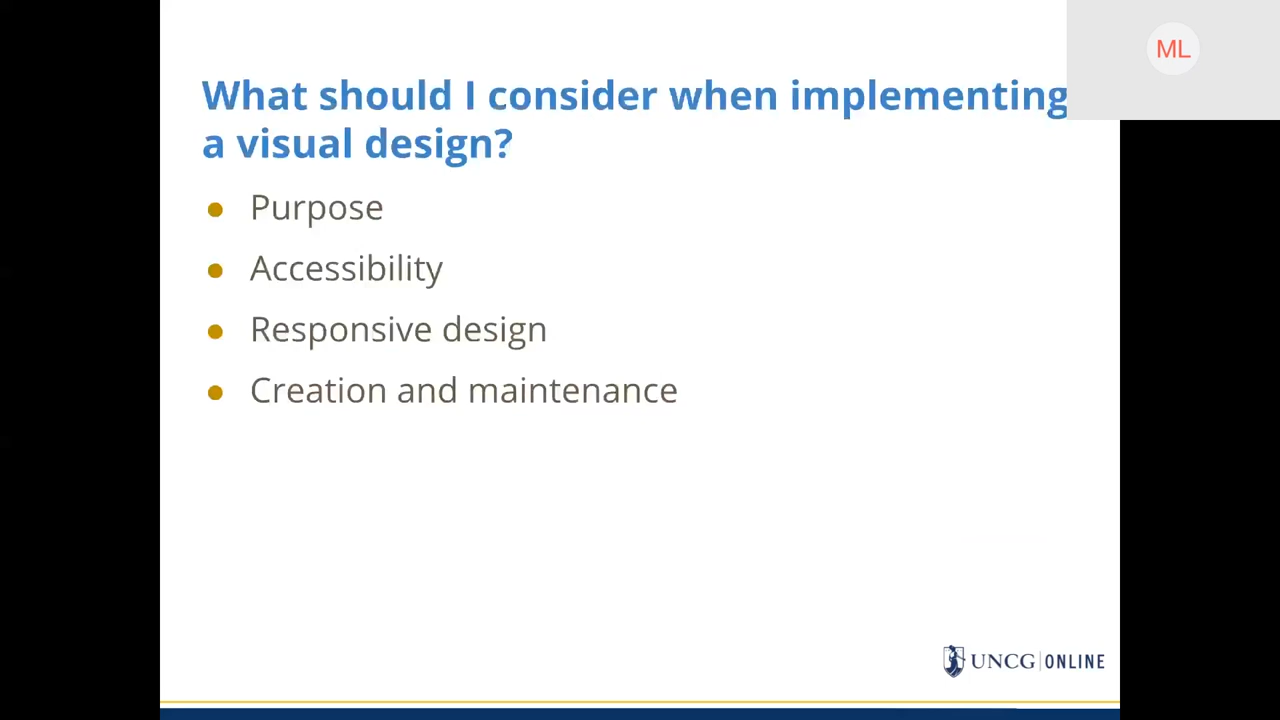 ML
What should I consider when implementing
a visual design?
● Purpose
● Accessibility
● Responsive design
● Creation and maintenance
UNCG | ONLINE